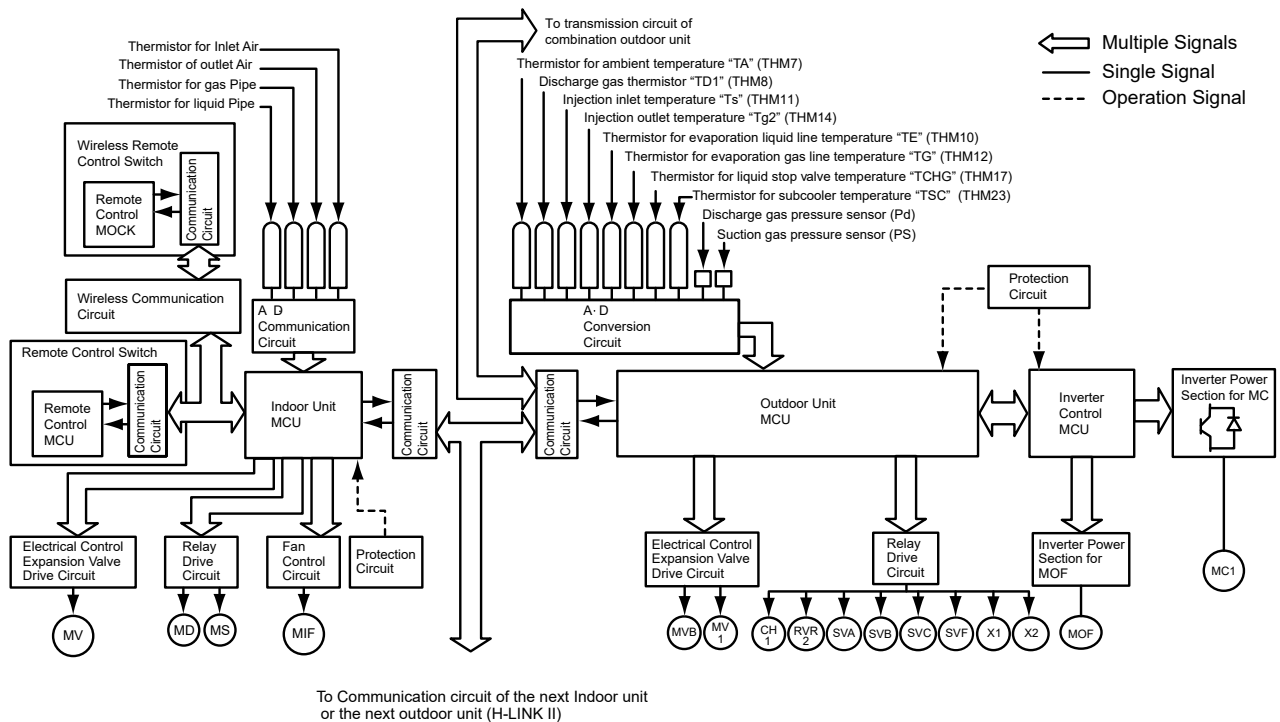 To transmission circuit of
combination outdoor unit
Multiple Signals
Single Signal
Operation Signal
Thermistor for Inlet Air
Thermistor of outlet Air
Thermistor for gas Pipe
Thermistor for liquid Pipe
Thermistor for ambient temperature “TA” (THM7)
Discharge gas thermistor “TD1” (THM8)
Injection inlet temperature “Ts” (THM11)
Injection outlet temperature “Tg2” (THM14)
Thermistor for evaporation liquid line temperature “TE” (THM10)
Thermistor for evaporation gas line temperature “TG” (THM12)
Thermistor for liquid stop valve temperature “TCHG” (THM17)
Thermistor for subcooler temperature “TSC” (THM23)
Discharge gas pressure sensor (Pd)
Suction gas pressure sensor (PS)
Wireless Remote
Control Switch
Remote
Control
MOCK
Communication
Circuit
Wireless Communication
Circuit
A D
Communication
Circuit
A· D
Conversion
Circuit
Protection
Circuit
Remote Control Switch
Remote
Control
MCU
Communication
Circuit
Indoor Unit
MCU
Communication
Circuit
Communication
Circuit
Outdoor Unit
MCU
Inverter
Control
MCU
Inverter Power
Section for MC
Electrical Control
Expansion Valve
Drive Circuit
Relay
Drive
Circuit
Fan
Control
Circuit
Protection
Circuit
Electrical Control
Expansion Valve
Drive Circuit
Relay
Drive
Circuit
Inverter Power
Section for
MOF
MC1
MV
MD
MS
MIF
MVB
MV
1
CH
1
RVR
2
SVA
SVB
SVC
SVF
X1
X2
MOF
To Communication circuit of the next Indoor unit
or the next outdoor unit (H-LINK II)